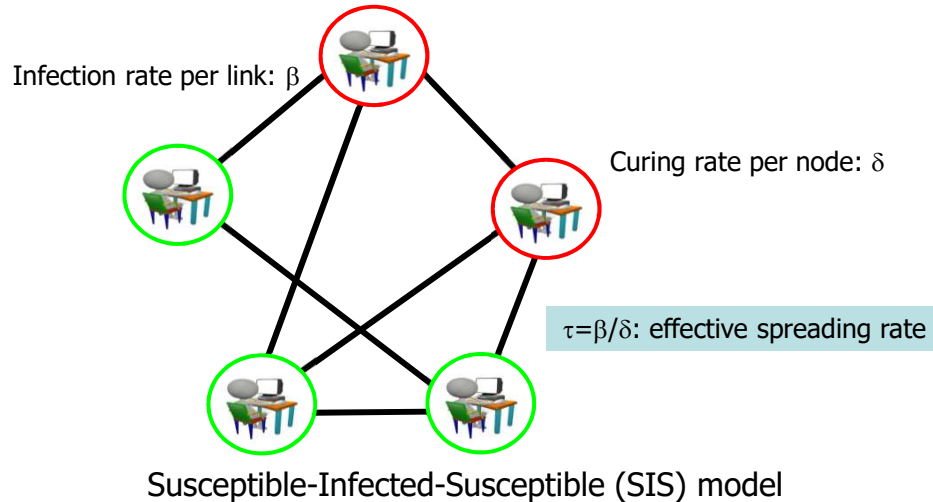 Infection rate per link: β
Curing rate per node: δ
τ=β/δ: effective spreading rate
Susceptible-Infected-Susceptible (SIS) model